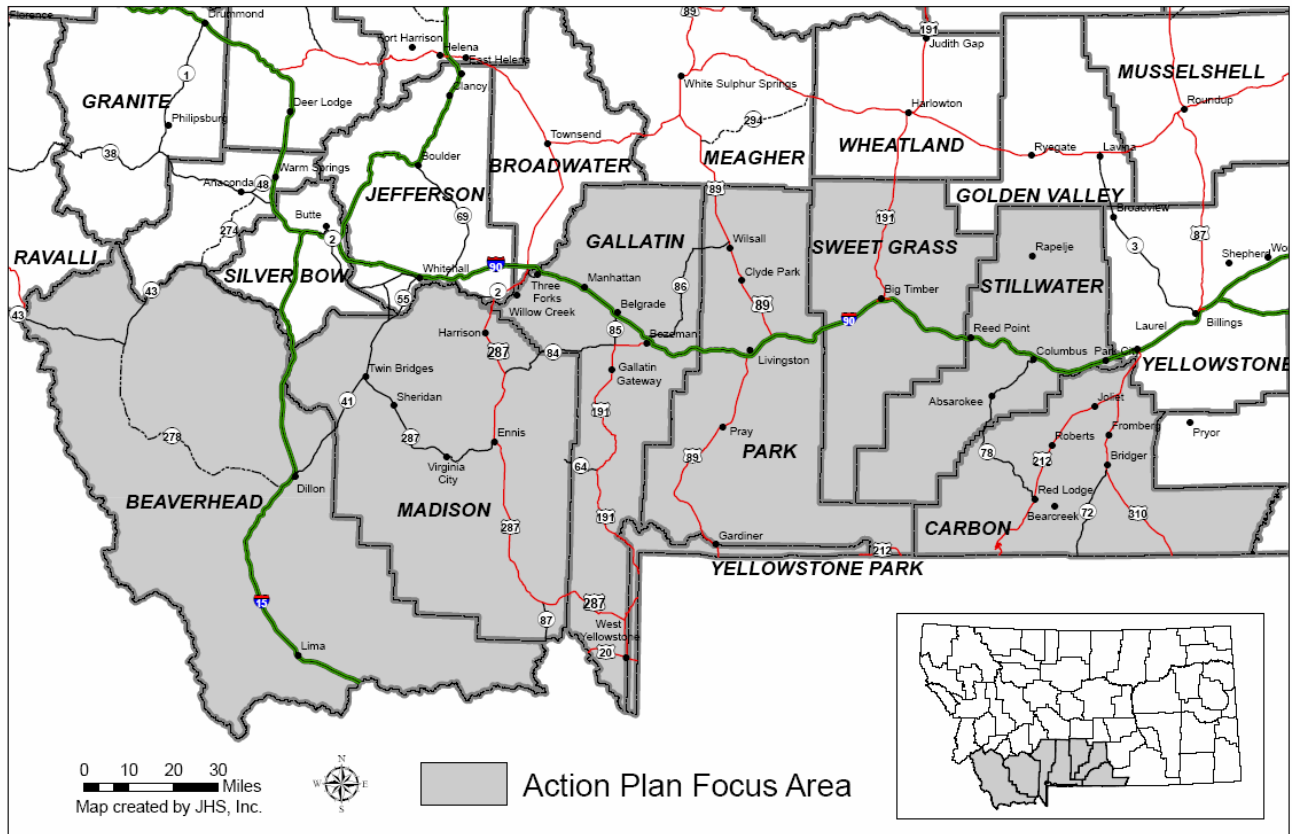 Florence
Drummond
89
191
Judith Gap
Fort Harrison
Helena
East Helena
Clancy
White Sulphur Springs
MUSSELSHELL
1
GRANITE
Deer Lodge
Harlowton
Roundup
Philipsburg
294
38
Townsend
WHEATLAND
Boulder
BROADWATER
MEAGHER
Ryegate
Lavina
Warm Springs
Anaconda
48
JEFFERSON
89
GOLDEN VALLEY
Butte
69
191
Broadview
274
2
GALLATIN
Wilsall
SWEET GRASS
Rapelje
3
87
RAVALLI
SILVER BOW
Whitehall
90
Shepherd
Wo
43
Manhattan
Clyde Park
86
STILLWATER
55
2
Three
Forks
Willow Creek
Belgrade
89
Big Timber
43
85
90
Laurel
Billings
Harrison
Bozeman
Reed Point
287
84
Livingston
Columbus
Park City
YELLOWSTONE
Twin Bridges
Gallatin
Gateway
41
Sheridan
191
Absarokee
Joliet
278
287
Ennis
Pray
Roberts
Fromberg
Pryor
Virginia
City
89
PARK
78
212
Bridger
64
Dillon
BEAVERHEAD
MADISON
Red Lodge
Bearcreek
191
72
310
287
CARBON
Gardiner
212
YELLOWSTONE PARK
15
287
87
West
Yellowstone
Lima
20
0 10 20 30
Miles
Map created by JHS, Inc.
N
W
E
S
Action Plan Focus Area